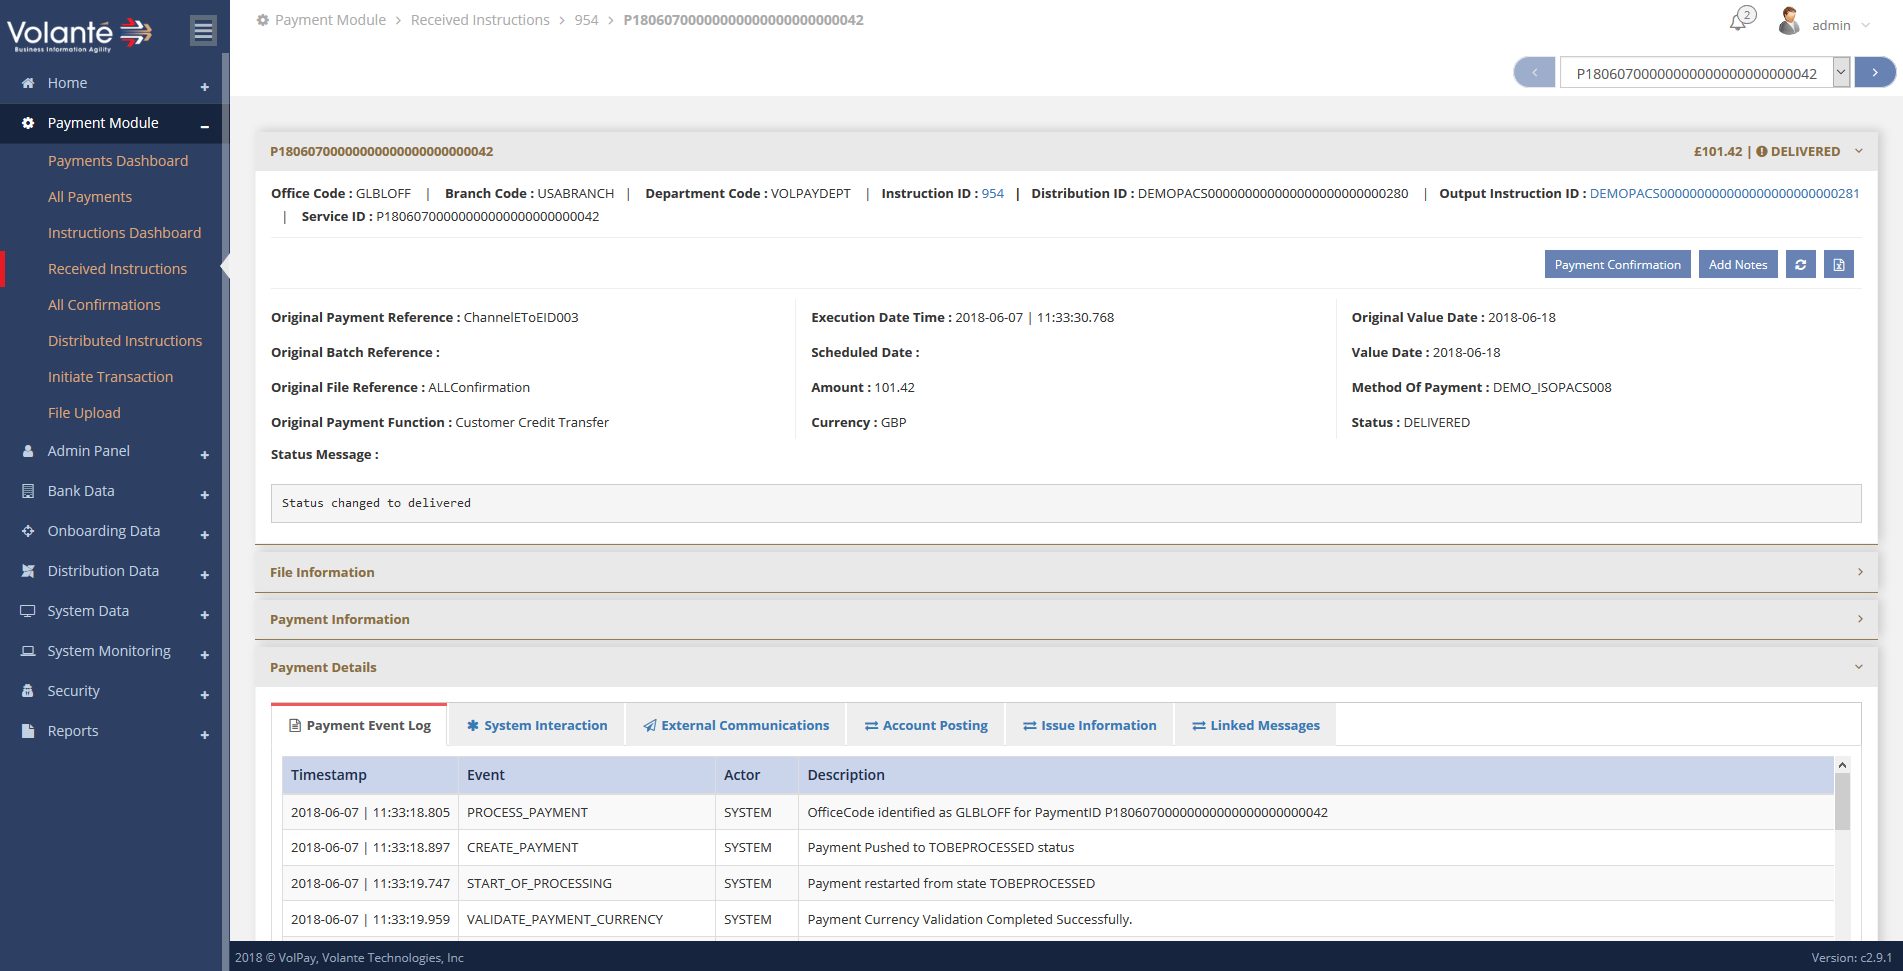 Volanté
Business Information Agility
Payment Module > Received Instructions > 954 > P18060700000000000000000000042
2
admin
P18060700000000000000000000042
Home
Payment Module
Payments Dashboard
All Payments
Instructions Dashboard
Received Instructions
All Confirmations
Distributed Instructions
Initiate Transaction
File Upload
Admin Panel
Bank Data
Onboarding Data
Distribution Data
System Data
System Monitoring
Security
Reports
P18060700000000000000000000042 £101.42 | DELIVERED
Office Code : GLBLOFF | Branch Code : USABRANCH | Department Code : VOLPAYDEPT | Instruction ID : 954 | Distribution ID : DEMOPACS000000000000000000000280 | Output Instruction ID : DEMOPACS000000000000000000000281
| Service ID : P18060700000000000000000000042
Payment Confirmation Add Notes
Original Payment Reference : ChannelEToEID003 Execution Date Time : 2018-06-07 | 11:33:30.768 Original Value Date : 2018-06-18
Original Batch Reference : Scheduled Date : Value Date : 2018-06-18
Original File Reference : ALLConfirmation Amount : 101.42 Method Of Payment : DEMO_ISOPACS008
Original Payment Function : Customer Credit Transfer Currency : GBP Status : DELIVERED
Status Message :
Status changed to delivered
File Information
Payment Information
Payment Details
Payment Event Log System Interaction External Communications Account Posting Issue Information Linked Messages
Timestamp Event Actor Description
2018-06-07 | 11:33:18.805 PROCESS_PAYMENT SYSTEM OfficeCode identified as GLBLOFF for PaymentID P18060700000000000000000000042
2018-06-07 | 11:33:18.897 CREATE_PAYMENT SYSTEM Payment Pushed to TOBEPROCESSED status
2018-06-07 | 11:33:19.747 START_OF_PROCESSING SYSTEM Payment restarted from state TOBEPROCESSED
2018-06-07 | 11:33:19.959 VALIDATE_PAYMENT_CURRENCY SYSTEM Payment Currency Validation Completed Successfully.
2018 © VolPay, Volante Technologies, Inc Version: c2.9.1